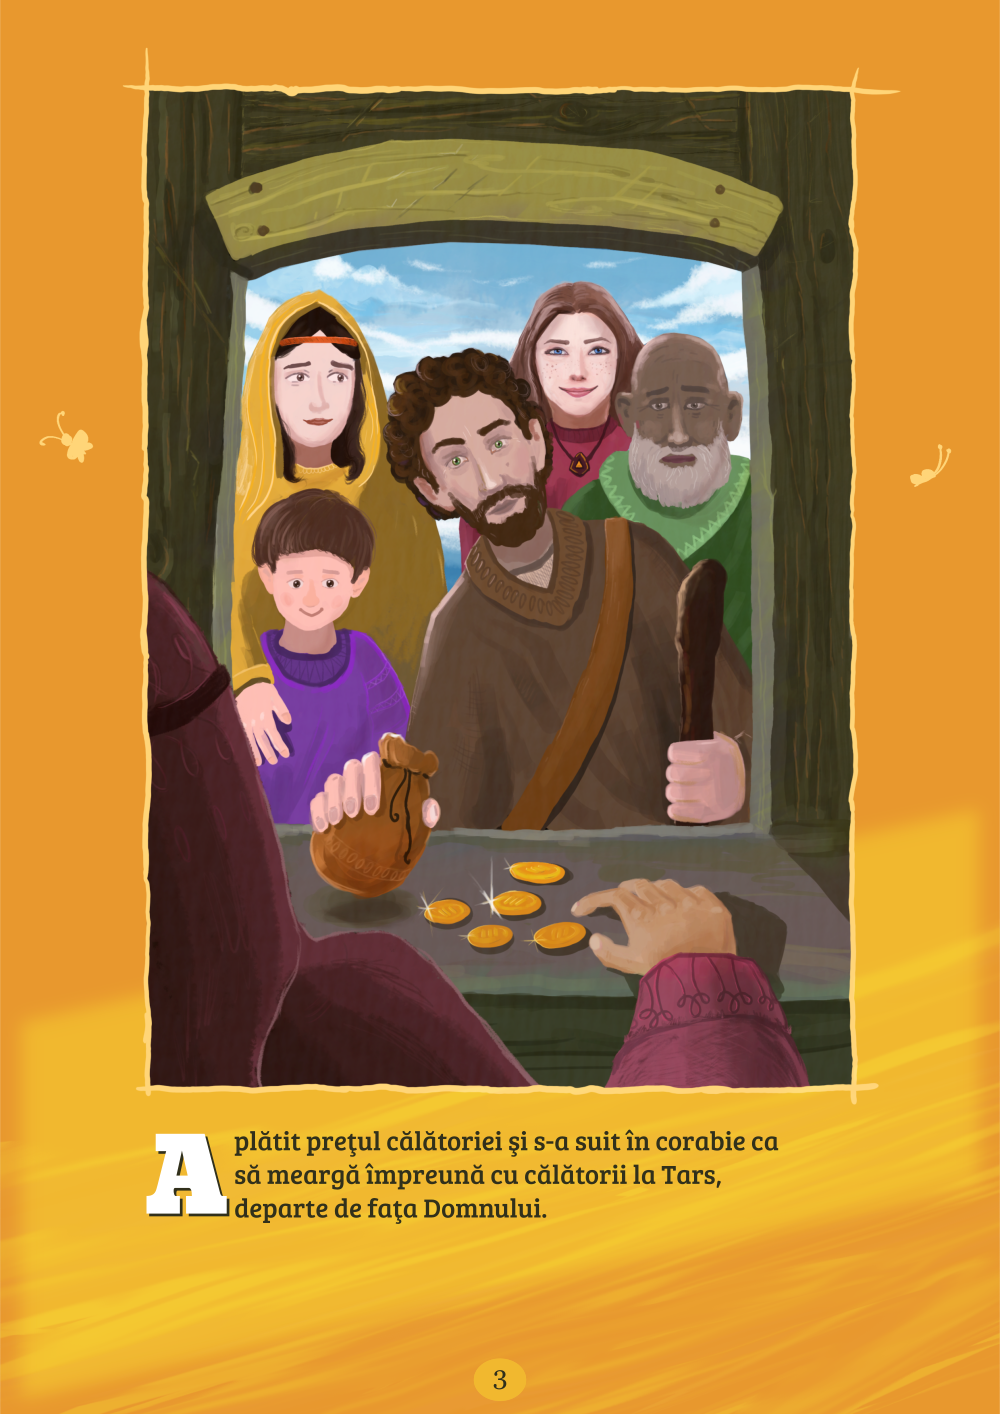 A plătit preţul călătoriei şi s-a suit în corabie ca
să meargă împreună cu călătorii la Tars,
departe de faţa Domnului.
3